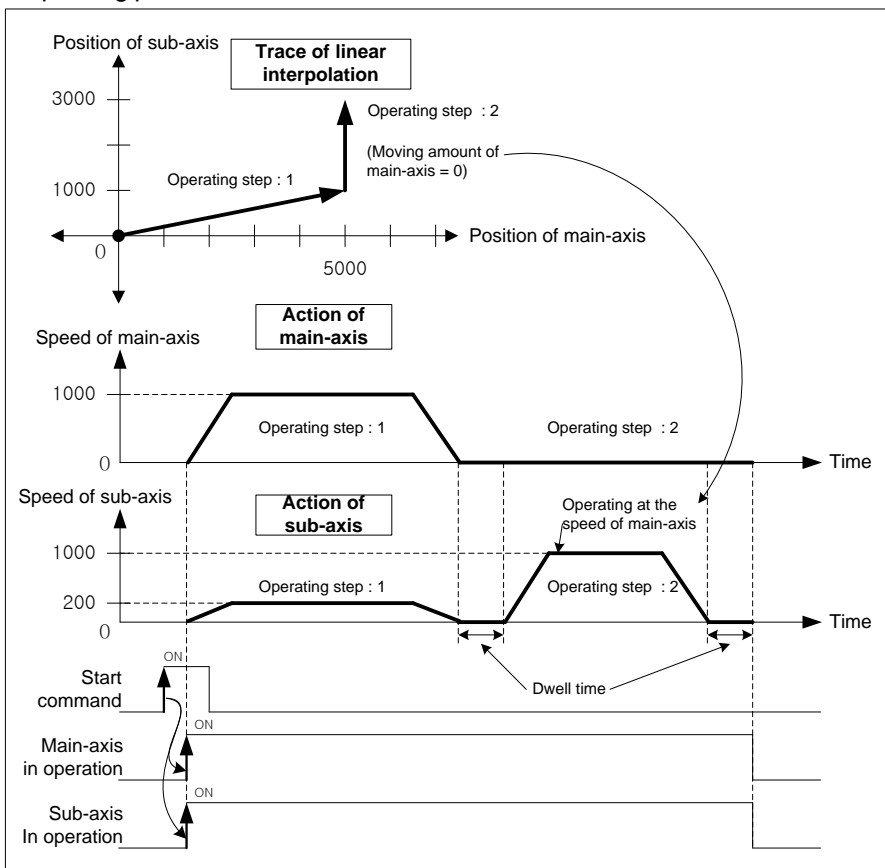 Position of sub-axis
Trace of linear
interpolation
3000
Operating step : 2
(Moving amount of
main-axis = 0)
Operating step : 1
1000
Position of main-axis
0
5000
Action of
main-axis
Speed of main-axis
1000
Operating step : 1
Operating step : 2
0
Time
Speed of sub-axis
Action of
sub-axis
Operating at the
speed of main-axis
1000
Operating step : 1
Operating step : 2
200
0
Time
Dwell time
ON
Start
command
ON
Main-axis
in operation
ON
Sub-axis
In operation